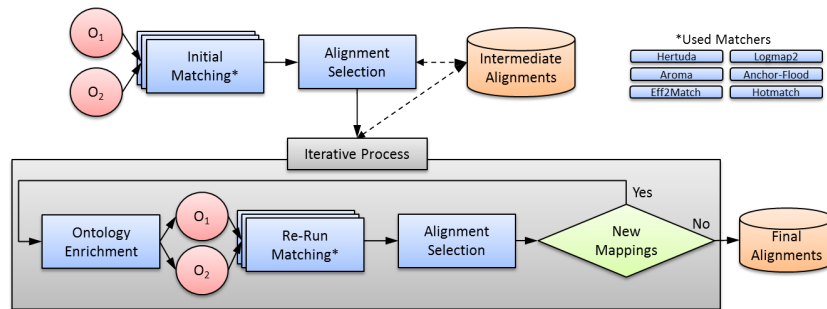 O1
O2
Initial
Matching*
Alignment
Selection
Intermediate
Alignments
*Used Matchers
Hertuda
Logmap2
Aroma
Anchor-Flood
Eff2Match
Hotmatch
Iterative Process
Yes
Ontology
Enrichment
O1
O2
Re-Run
Matching*
Alignment
Selection
New
Mappings
No
Final
Alignments